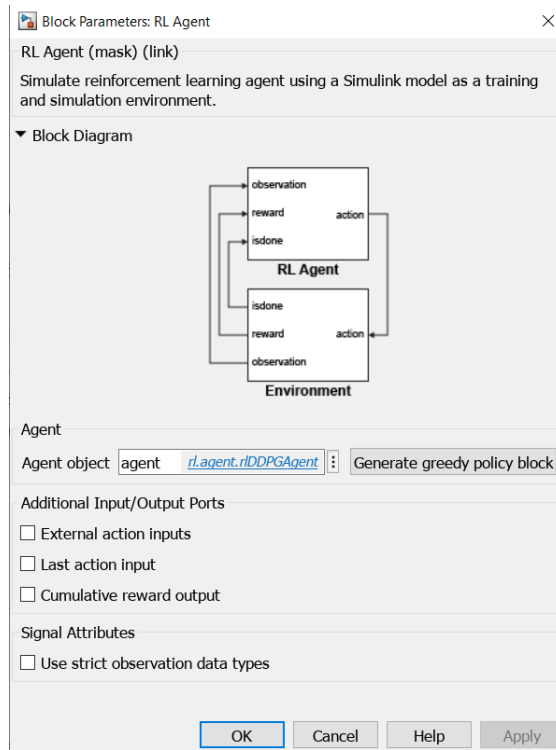 Block Parameters: RL Agent
RL Agent (mask) (link)
Simulate reinforcement learning agent using a Simulink model as a training
and simulation environment.
Block Diagram
observation
reward action
isdone
RL Agent
isdone
reward action
observation
Environment
Agent
Agent object agent rl.agent.rlDDPGAgent Generate greedy policy block
Additional Input/Output Ports
External action inputs
Last action input
Cumulative reward output
Signal Attributes
Use strict observation data types
OK Cancel Help Apply